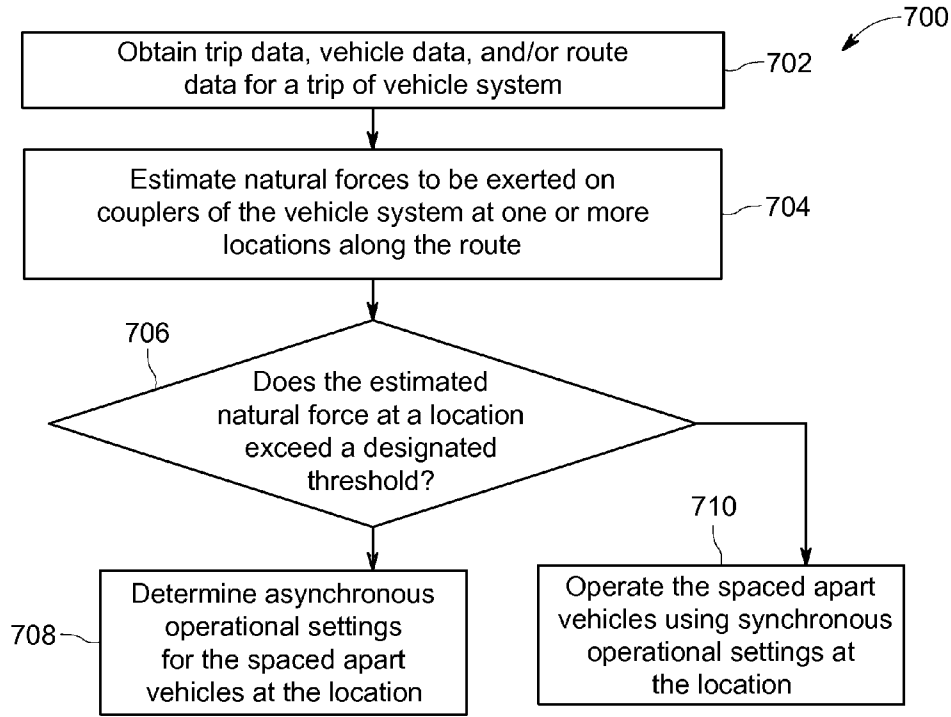 700
Obtain trip data, vehicle data, and/or route
data for a trip of vehicle system
702
Estimate natural forces to be exerted on
couplers of the vehicle system at one or more
locations along the route
704
706
Does the estimated
natural force at a location
exceed a designated
threshold?
708
Determine asynchronous
operational settings
for the spaced apart
vehicles at the location
710
Operate the spaced apart
vehicles using synchronous
operational settings at
the location